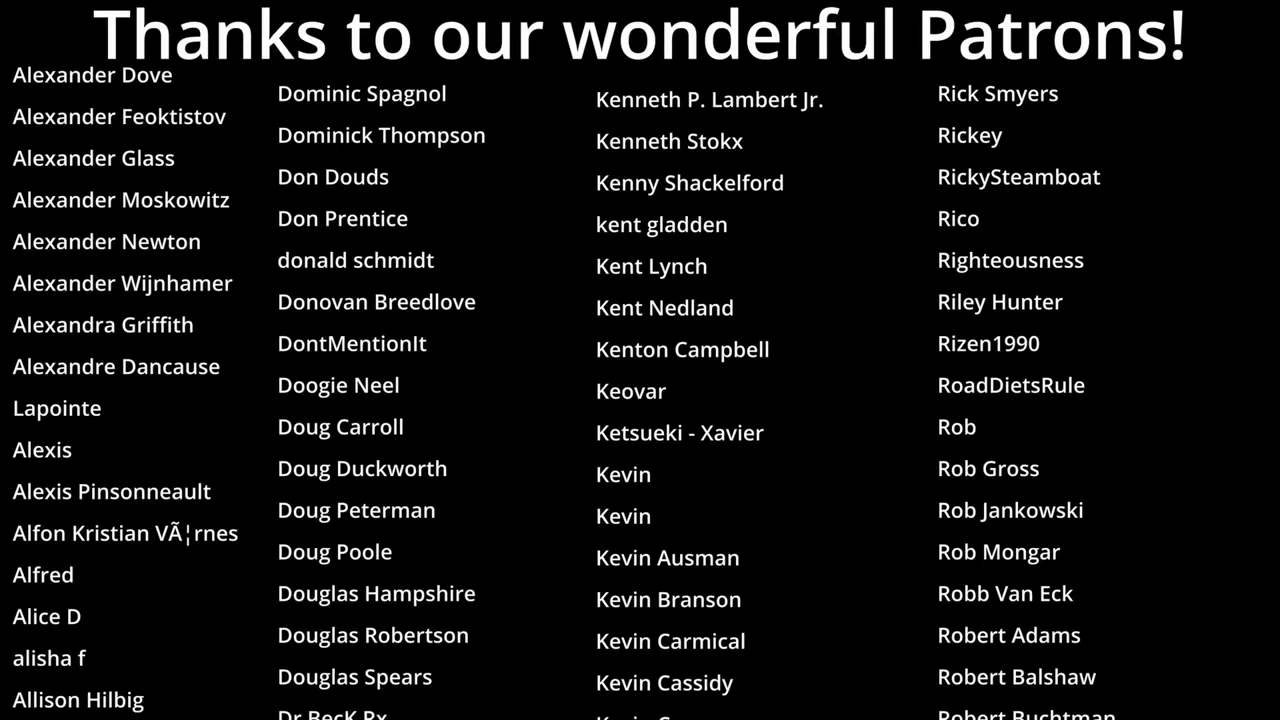 Thanks to our wonderful Patrons!
Alexander Dove
Alexander Feoktistov
Alexander Glass
Alexander Moskowitz
Alexander Newton
Alexander Wijnhamer
Alexandra Griffith
Alexandre Dancause
Lapointe
Alexis
Alexis Pinsonneault
Alfon Kristian VÃ¦rnes
Alfred
Alice D
alisha f
Allison Hilbig
Dominic Spagnol
Dominick Thompson
Don Douds
Don Prentice
donald schmidt
Donovan Breedlove
DontMentionIt
Doogie Neel
Doug Carroll
Doug Duckworth
Doug Peterman
Doug Poole
Douglas Hampshire
Douglas Robertson
Douglas Spears
Dr BecK Rx
Kenneth P. Lambert Jr.
Kenneth Stokx
Kenny Shackelford
kent gladden
Kent Lynch
Kent Nedland
Kenton Campbell
Keovar
Ketsueki - Xavier
Kevin
Kevin
Kevin Ausman
Kevin Branson
Kevin Carmical
Kevin Cassidy
Kevin
Rick Smyers
Rickey
RickySteamboat
Rico
Righteousness
Riley Hunter
Rizen1990
RoadDietsRule
Rob
Rob Gross
Rob Jankowski
Rob Mongar
Robb Van Eck
Robert Adams
Robert Balshaw
Robert Buchtman